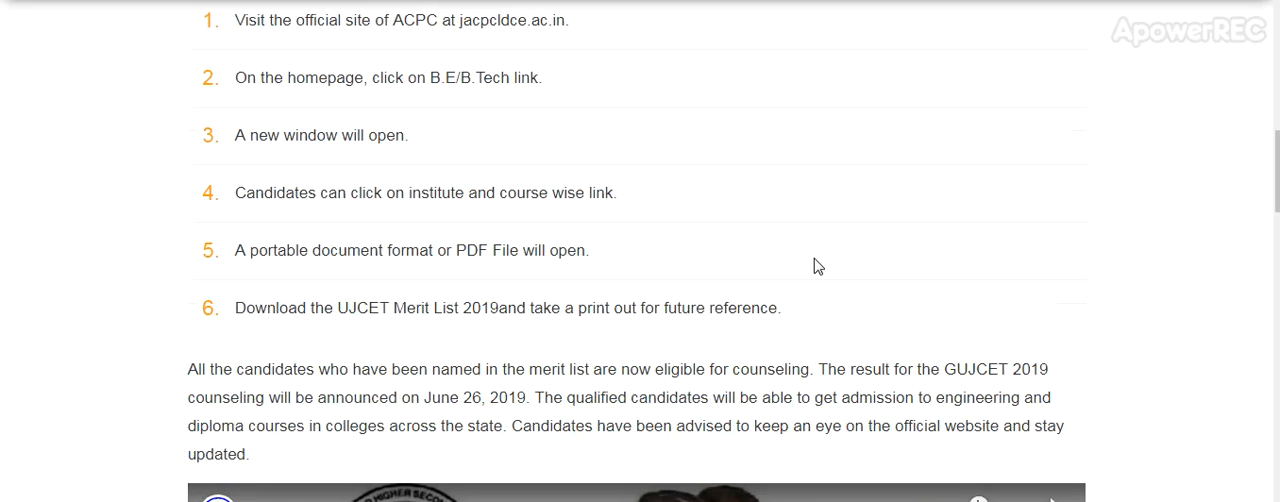 ApowerREC
1. Visit the official site of ACPC at jacpcldce.ac.in.
2. On the homepage, click on B.E/B.Tech link.
3. A new window will open.
4. Candidates can click on institute and course wise link.
5. A portable document format or PDF File will open.
6. Download the UJCET Merit List 2019and take a print out for future reference.
All the candidates who have been named in the merit list are now eligible for counseling. The result for the GUJCET 2019
counseling will be announced on June 26, 2019. The qualified candidates will be able to get admission to engineering and
diploma courses in colleges across the state. Candidates have been advised to keep an eye on the official website and stay
updated.